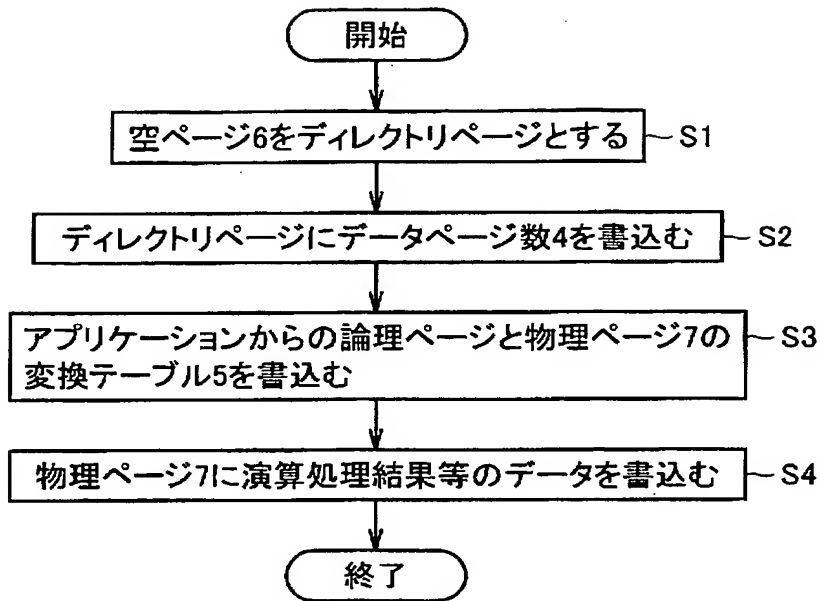 開始
空ページ6をディレクトリページとする
S1
ディレクトリページにデータページ数4を書込む
S2
アプリケーションからの論理ページと物理ページ7の
変換テーブル5を書込む
S3
物理ページ7に演算処理結果等のデータを書込む
S4
終了